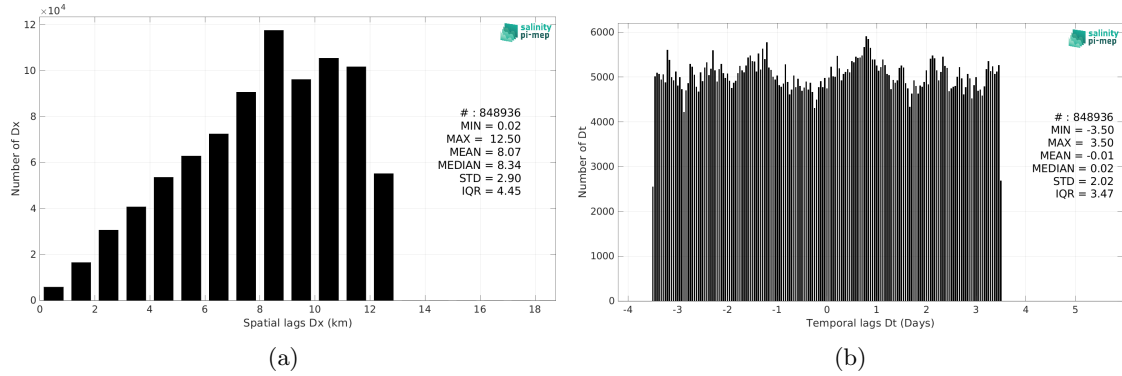 ×10⁴
12
10
8
6
4
2
0
Number of Dx
0 2 4 6 8 10 12 14 16 18
Spatial lags Dx (km)
salinity
pi-mep
# : 848936
MIN = 0.02
MAX = 12.50
MEAN = 8.07
MEDIAN = 8.34
STD = 2.90
IQR = 4.45
(a)
6000
5000
4000
3000
2000
1000
0
Number of Dt
-4 -3 -2 -1 0 1 2 3 4 5
Temporal lags Dt (Days)
salinity
pi-mep
# : 848936
MIN = -3.50
MAX = 3.50
MEAN = -0.01
MEDIAN = 0.02
STD = 2.02
IQR = 3.47
(b)